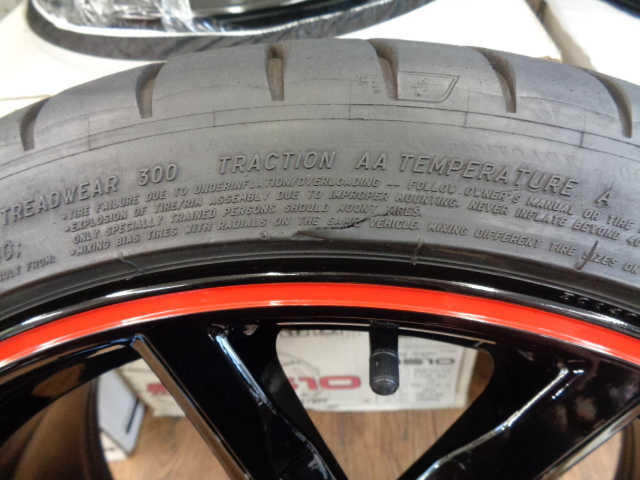 TREADWEAR 300 TRACTION AA TEMPERATURE A
• TIRE FAILURE DUE TO UNDERINFLATION/OVERLOADING -- FOLLOW OWNER'S MANUAL OR TIRE
• EXPLOSION OF TIRE/RIM ASSEMBLY DUE TO IMPROPER MOUNTING. NEVER INFLATE BEYOND
ONLY SPECIALLY TRAINED PERSONS SHOULD MOUNT TIRES.
SULT FROM: • MIXING BIAS TIRES WITH RADIALS ON THE VEHICLE. MIXING DIFFERENT TIRE SIZES